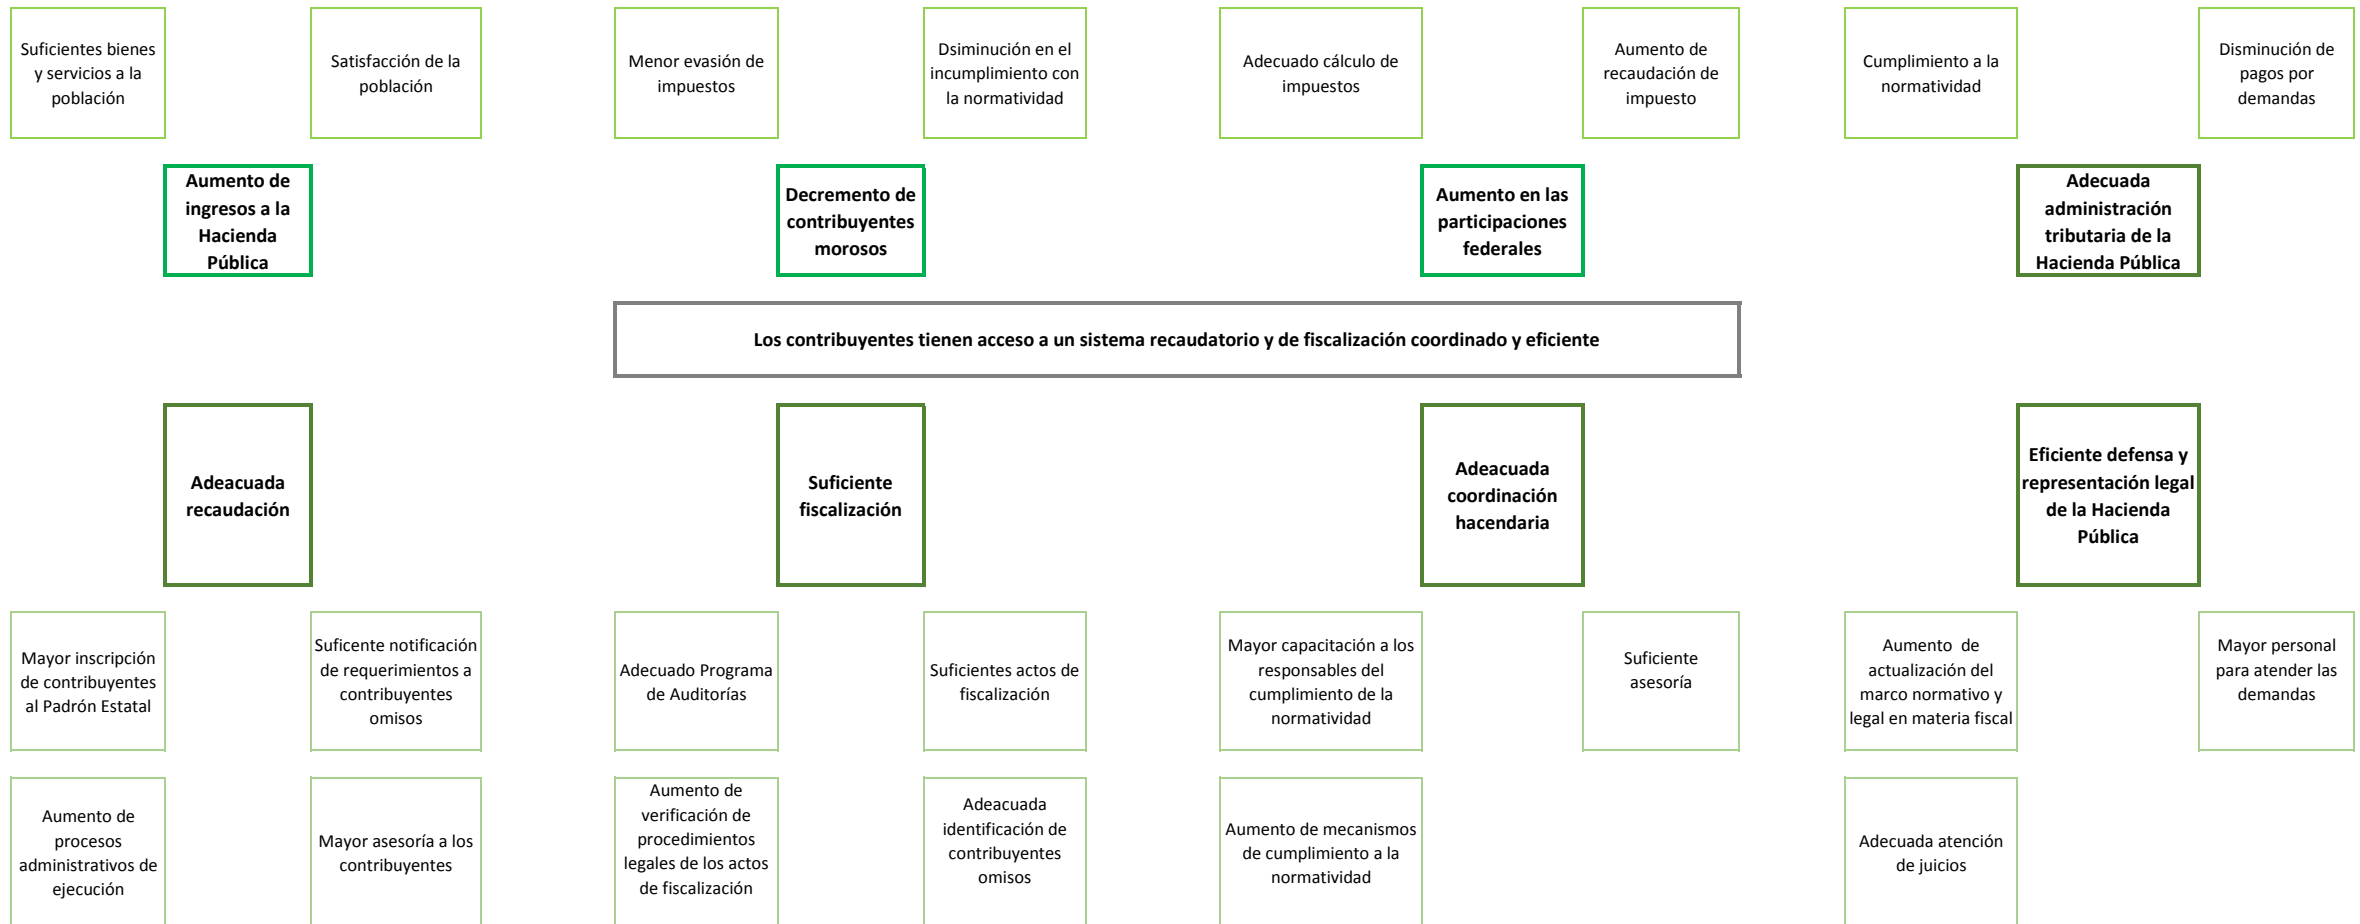 Suficientes bienes
y servicios a la
población
Satisfacción de la
población
Menor evasión de
impuestos
Dsiminución en el
incumplimiento con
la normatividad
Adecuado cálculo de
impuestos
Aumento de
recaudación de
impuesto
Cumplimiento a la
normatividad
Disminución de
pagos por
demandas
Aumento de
ingresos a la
Hacienda
Pública
Decremento de
contribuyentes
morosos
Aumento en las
participaciones
federales
Adecuada
administración
tributaria de la
Hacienda Pública
Los contribuyentes tienen acceso a un sistema recaudatorio y de fiscalización coordinado y eficiente
Adeacuada
recaudación
Suficiente
fiscalización
Adeacuada
coordinación
hacendaria
Eficiente defensa y
representación legal
de la Hacienda
Pública
Mayor inscripción
de contribuyentes
al Padrón Estatal
Suficente notificación
de requerimientos a
contribuyentes
omisos
Adecuado Programa
de Auditorías
Suficientes actos de
fiscalización
Mayor capacitación a los
responsables del
cumplimiento de la
normatividad
Suficiente
asesoría
Aumento  de
actualización del
marco normativo y
legal en materia fiscal
Mayor personal
para atender las
demandas
Aumento de
procesos
administrativos de
ejecución
Mayor asesoría a los
contribuyentes
Aumento de
verificación de
procedimientos
legales de los actos
de fiscalización
Adeacuada
identificación de
contribuyentes
omisos
Aumento de mecanismos
de cumplimiento a la
normatividad
Adecuada atención
de juicios